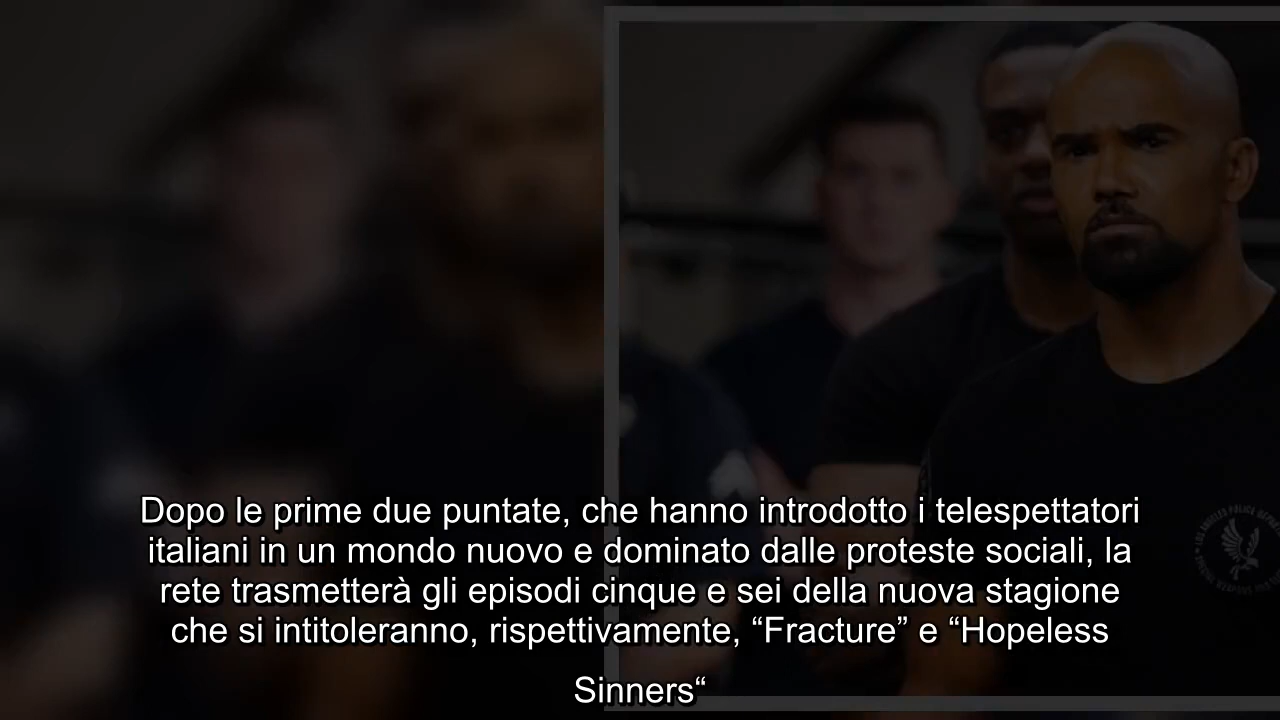 Dopo le prime due puntate, che hanno introdotto i telespettatori
italiani in un mondo nuovo e dominato dalle proteste sociali, la
rete trasmetterà gli episodi cinque e sei della nuova stagione
che si intitoleranno, rispettivamente, “Fracture” e “Hopeless
Sinners“